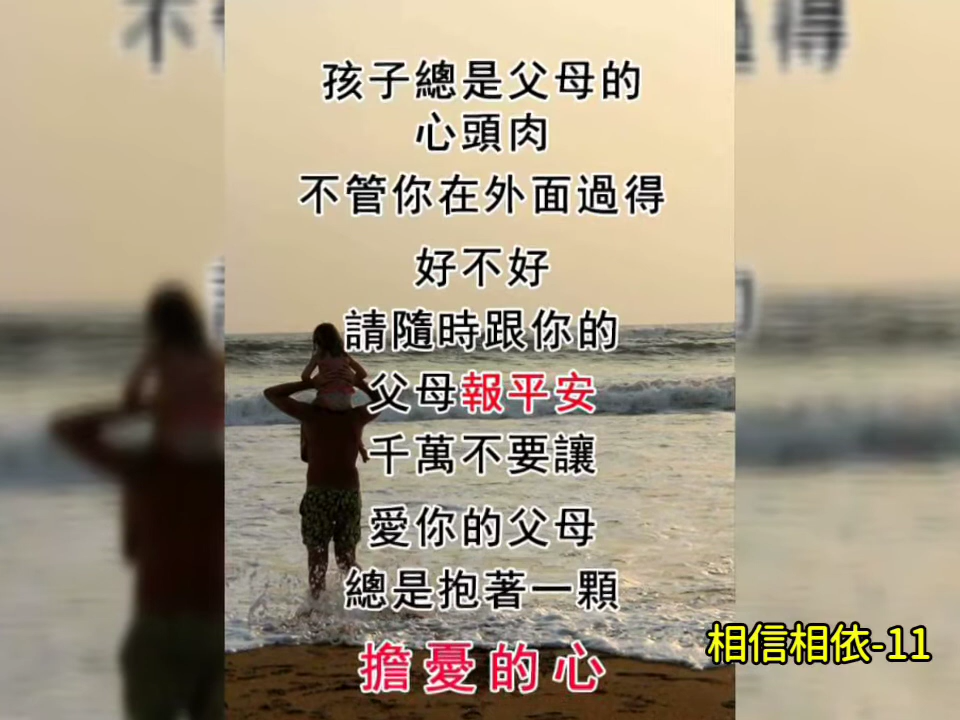 孩子總是父母的
心頭肉
不管你在外面過得
好不好
請隨時跟你的
父母報平安
千萬不要讓
愛你的父母
總是抱著一顆
擔憂的心
相信相依-11